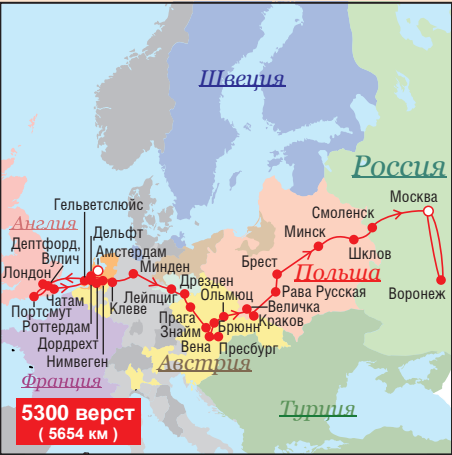 Швеция
Россия
Москва
Гельветслюйс
Смоленск
Англия
Дельфт
Минск
Дептфорд,
Вулич
Амстердам
Шклов
Лондон
Минден
Брест
Польша
Дрезден
Воронеж
Чатам
Лейпциг
Ольмюц
Рава Русская
Портсмут
Клеве
Величка
Роттердам
Прага
Краков
Дордрехт
Знайм
Брюнн
Нимвеген
Вена
Пресбург
Австрия
Франция
Турция
5300 верст
( 5654 км )